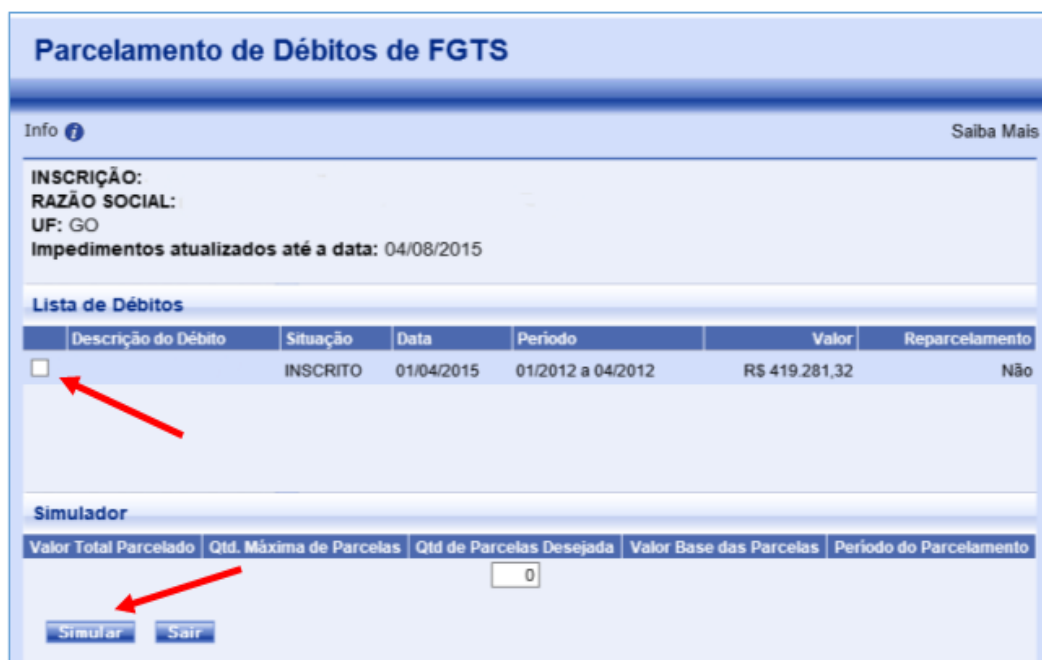 Parcelamento de Débitos de FGTS
Info i Saiba Mais
INSCRIÇÃO:
RAZÃO SOCIAL:
UF: GO
Impedimentos atualizados até a data: 04/08/2015
Lista de Débitos
Descrição do Débito Situação Data Período Valor Reparcelamento
INSCRITO 01/04/2015 01/2012 a 04/2012 R$ 419.281,32 Não
Simulador
Valor Total Parcelado Qtd. Máxima de Parcelas Qtd de Parcelas Desejada Valor Base das Parcelas Período do Parcelamento
0
Simular Sair